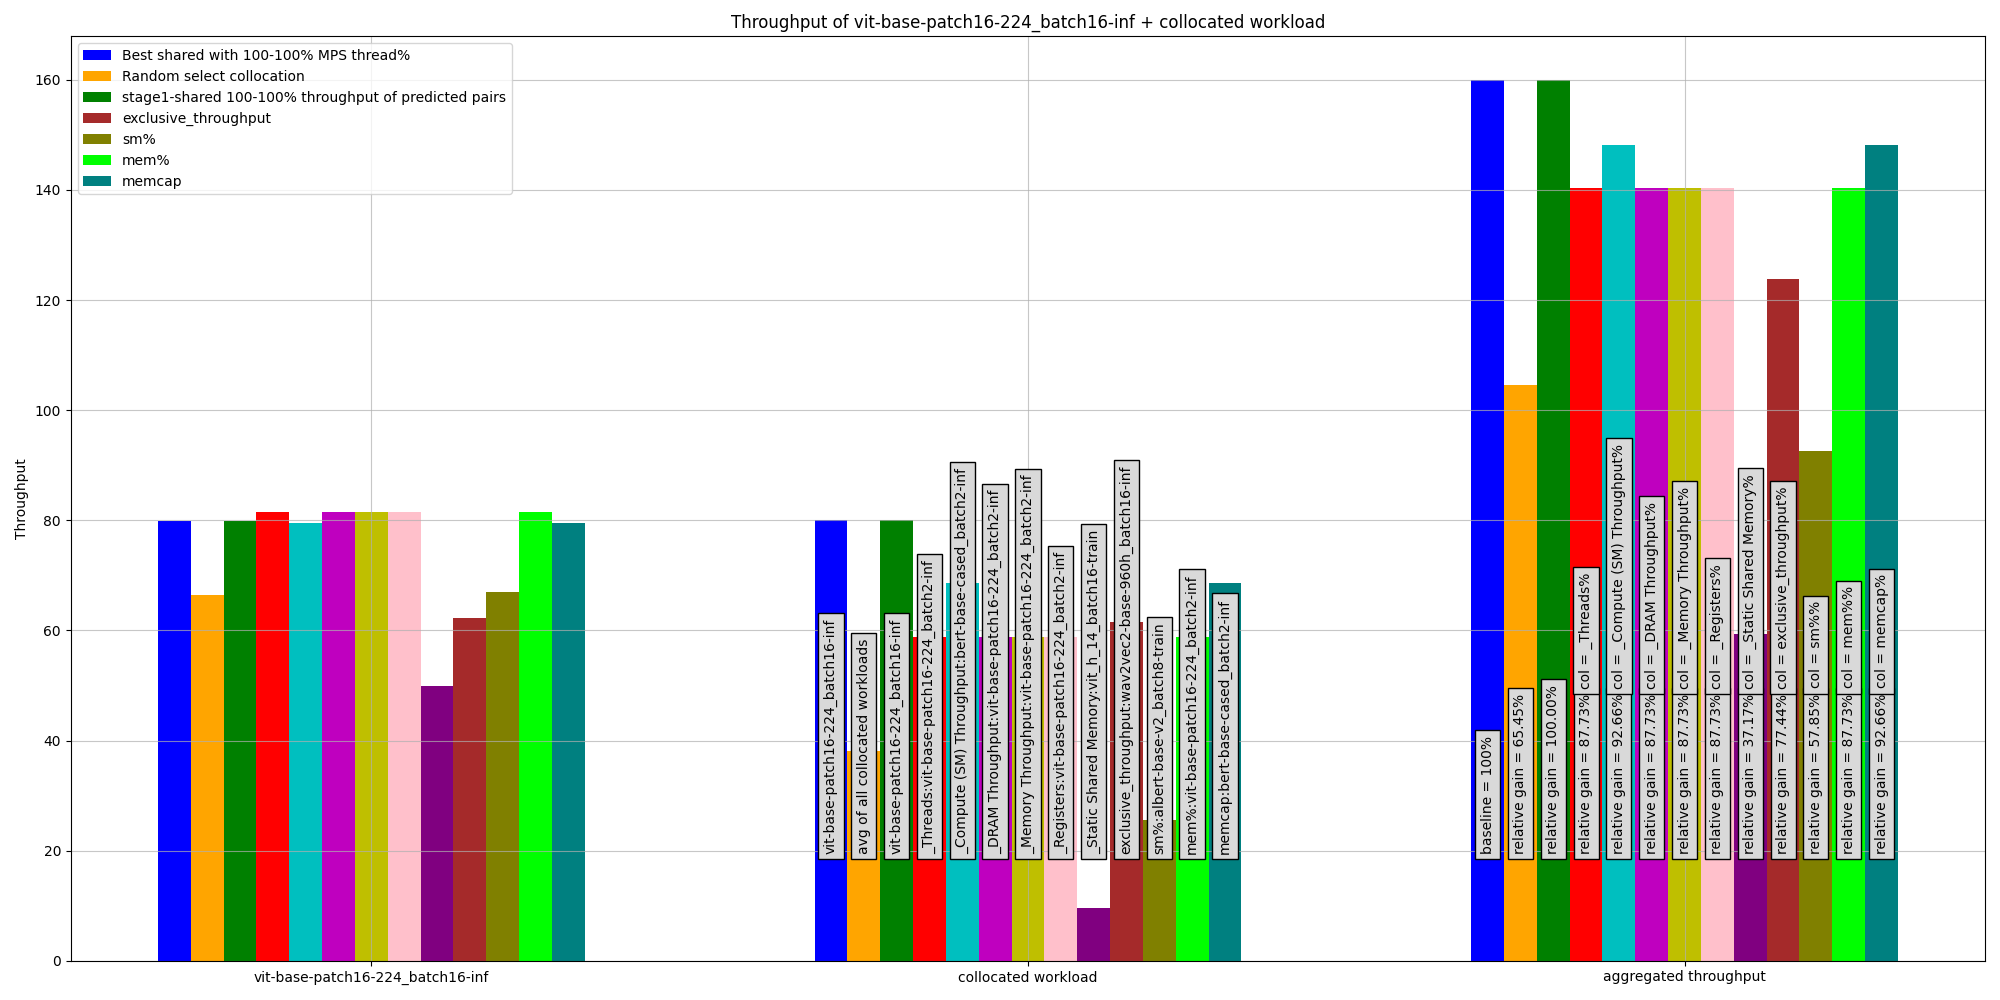 Throughput of vit-base-patch16-224_batch16-inf + collocated workload
Best shared with 100-100% MPS thread%
Random select collocation
stage1-shared 100-100% throughput of predicted pairs
exclusive_throughput
sm%
mem%
memcap
Throughput
160
140
120
100
80
60
40
20
0
vit-base-patch16-224_batch16-inf
avg of all collocated workloads
vit-base-patch16-224_batch16-inf
_Threads:vit-base-patch16-224_batch2-inf
_Compute (SM) Throughput:bert-base-cased_batch2-inf
_DRAM Throughput:vit-base-patch16-224_batch2-inf
_Memory Throughput:vit-base-patch16-224_batch2-inf
_Registers:vit-base-patch16-224_batch2-inf
_Static Shared Memory:vit_h_14_batch16-train
exclusive_throughput:wav2vec2-base-960h_batch16-inf
sm%:albert-base-v2_batch8-train
mem%:vit-base-patch16-224_batch2-inf
memcap:bert-base-cased_batch2-inf
baseline = 100%
relative gain = 65.45%
relative gain = 100.00%
relative gain = 87.73%
col = _Threads%
relative gain = 92.66%
col = _Compute (SM) Throughput%
relative gain = 87.73%
col = _DRAM Throughput%
relative gain = 87.73%
col = _Memory Throughput%
relative gain = 87.73%
col = _Registers%
relative gain = 37.17%
col = _Static Shared Memory%
relative gain = 77.44%
col = exclusive_throughput%
relative gain = 57.85%
col = sm%%
relative gain = 87.73%
col = mem%%
relative gain = 92.66%
col = memcap%
vit-base-patch16-224_batch16-inf
collocated workload
aggregated throughput